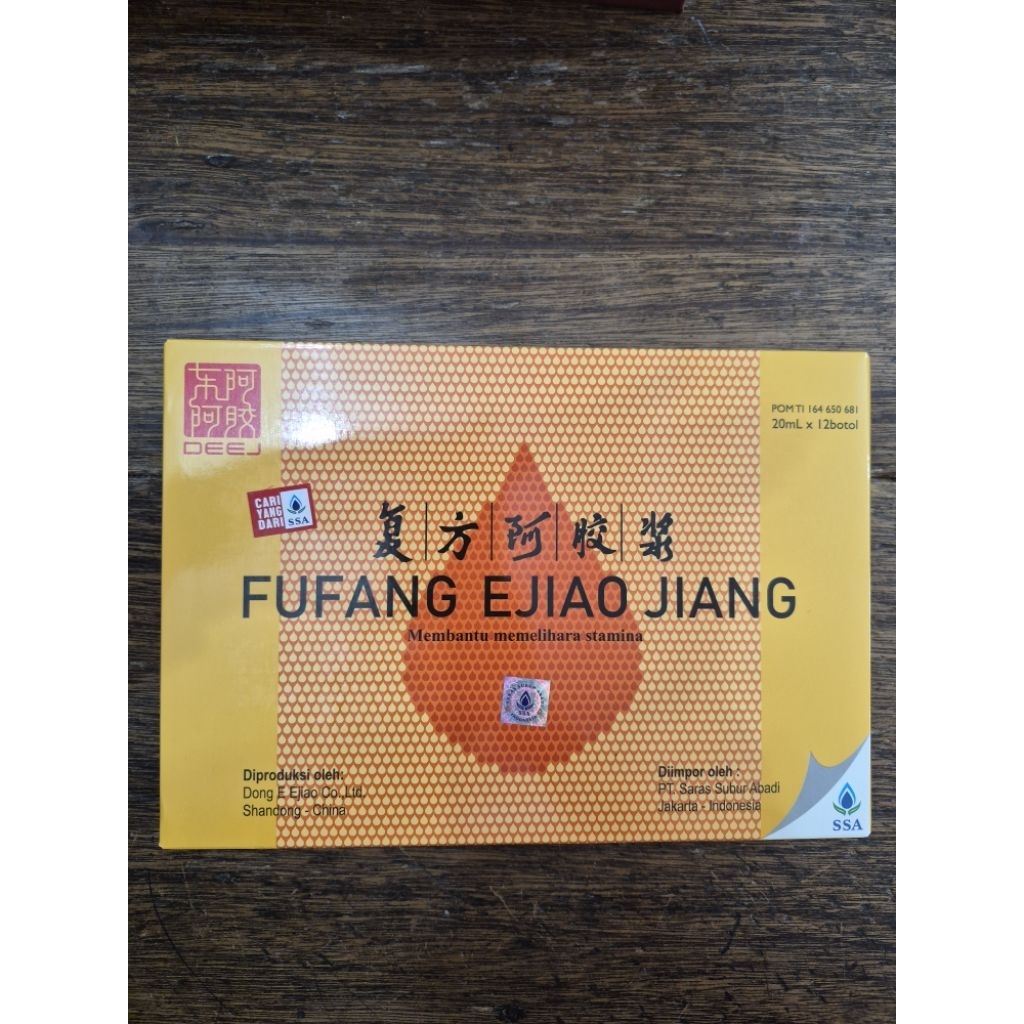 东阿
阿胶
DEEJ
POM TI 164 650 681
20mL x 12botol
CARI
YANG
DARI
SSA
复方阿胶浆
FUFANG EJIAO JIANG
Membantu memelihara stamina
SSA
INDONESIA
Diproduksi oleh:
Dong E Ejiao Co.,Ltd.
Shandong - China
Diimpor oleh :
PT. Saras Subur Abadi
Jakarta - Indonesia
SSA